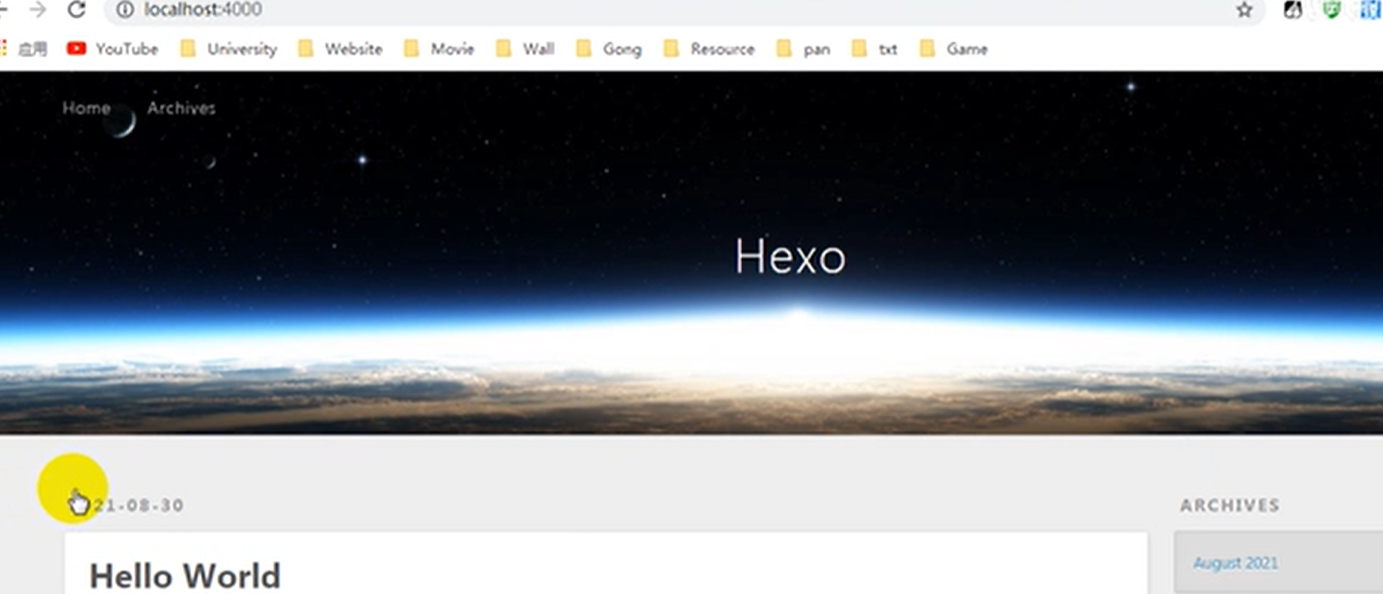 localhost:4000
应用 YouTube University Website Movie Wall Gong Resource pan txt Game
Home Archives
Hexo
21-08-30
ARCHIVES
Hello World
August 2021